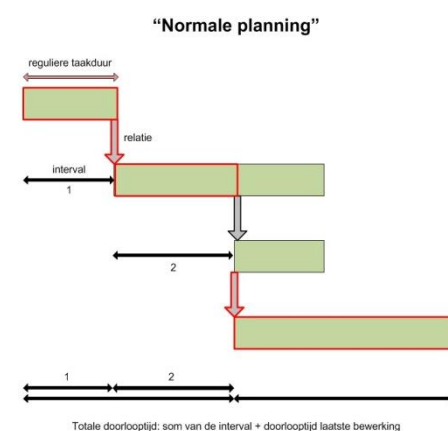 “Normale planning”
reguliere taakduur
relatie
interval
1
2
1
2
Totale doorlooptijd: som van de interval + doorlooptijd laatste bewerking